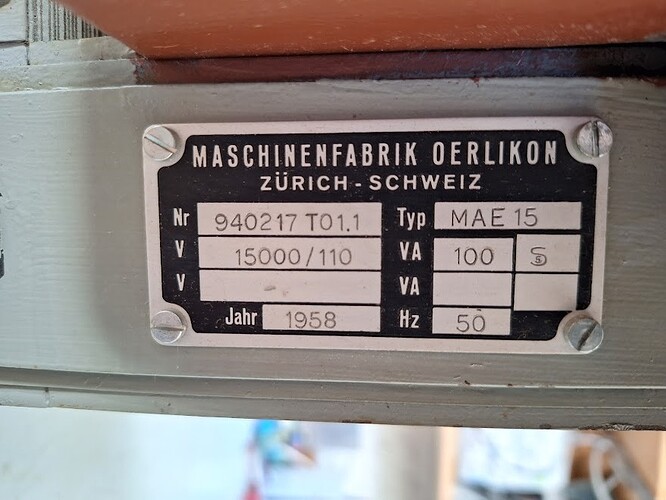 MASCHINENFABRIK OERLIKON
ZÜRICH - SCHWEIZ
Nr 940217 T01.1 Typ MAE 15
V 15000/110 VA 100
V VA
Jahr 1958 Hz 50